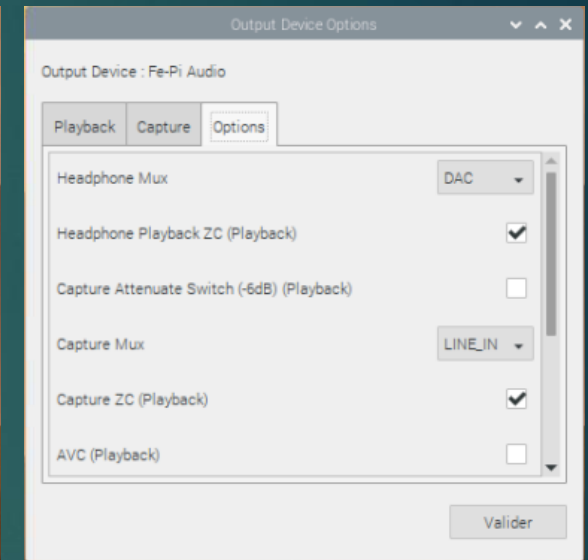 Output Device Options
Output Device : Fe-Pi Audio
Playback Capture Options
Headphone Mux DAC
Headphone Playback ZC (Playback)
Capture Attenuate Switch (-6dB) (Playback)
Capture Mux LINE_IN
Capture ZC (Playback)
AVC (Playback)
Valider